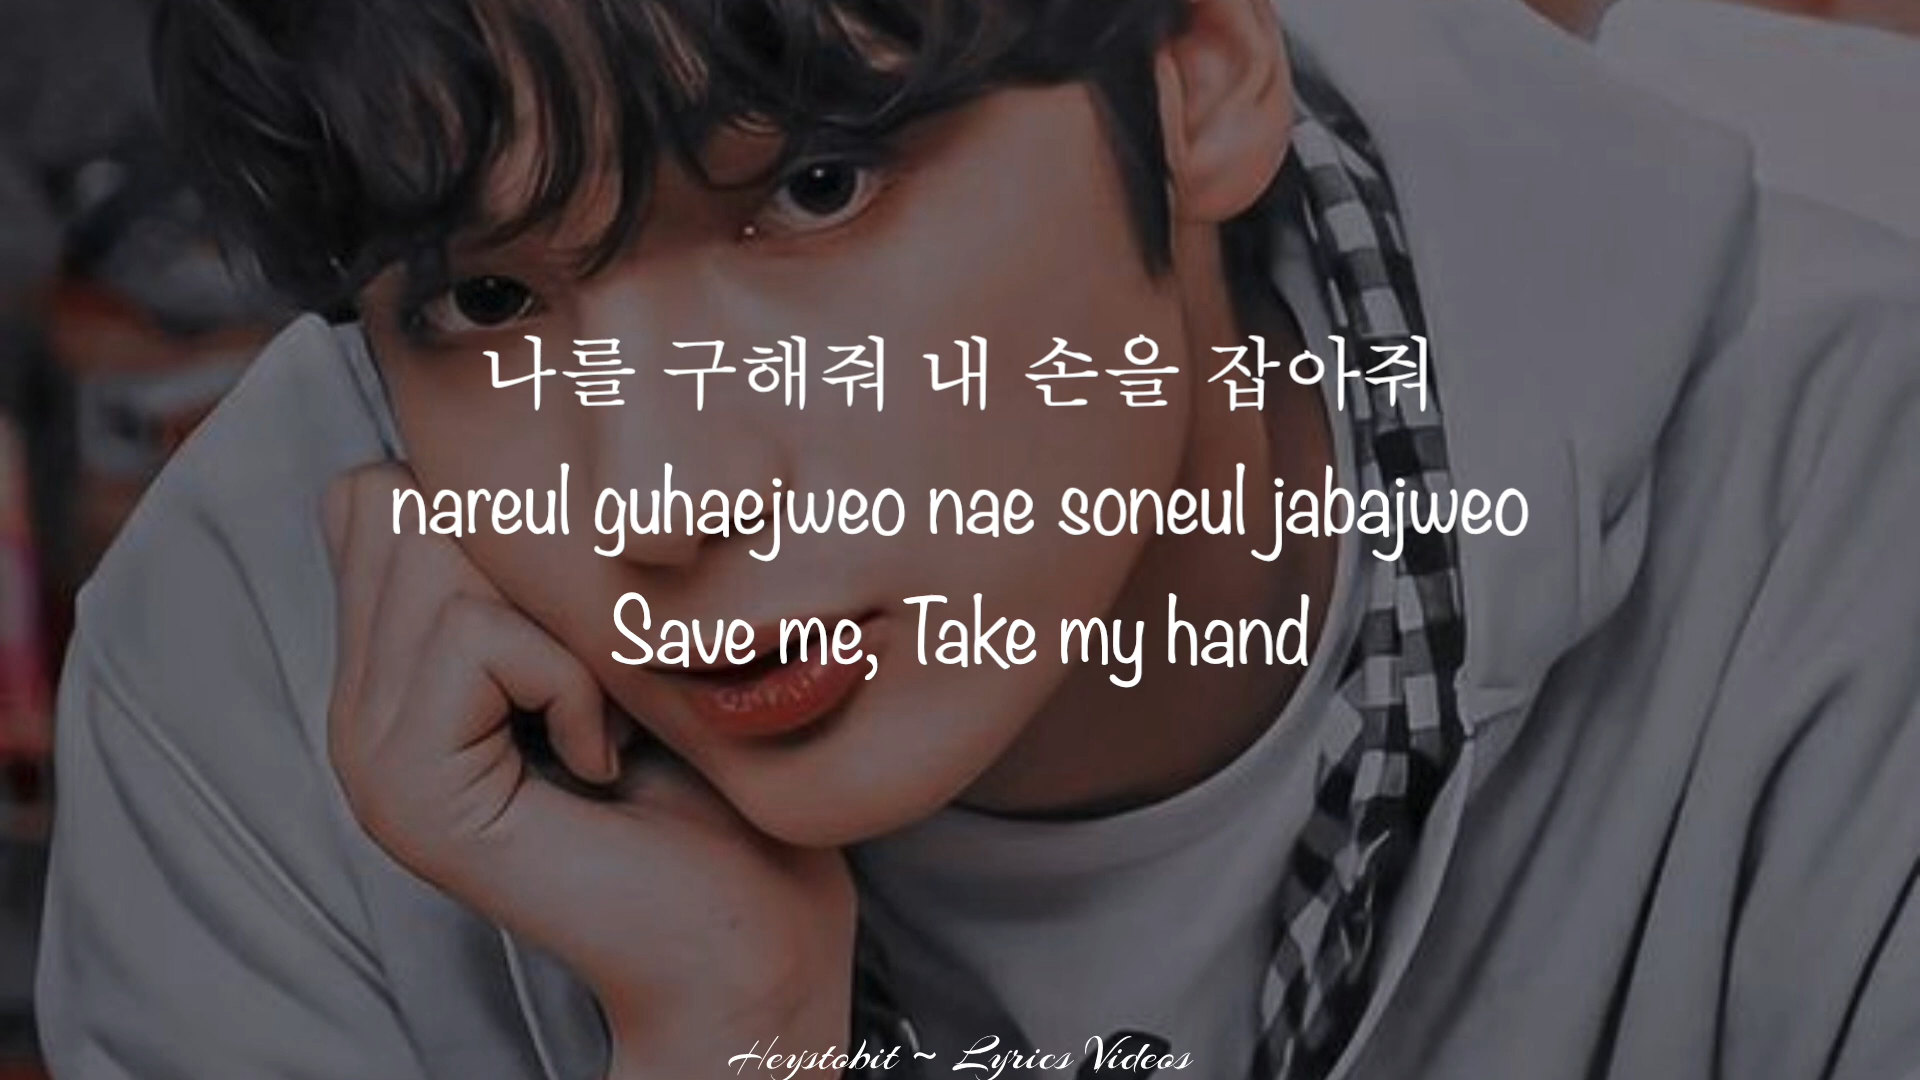 나를 구해줘 내 손을 잡아줘
nareul guhaejweo nae soneul jabajweo
Save me, Take my hand
Heystobit ~ Lyrics Videos